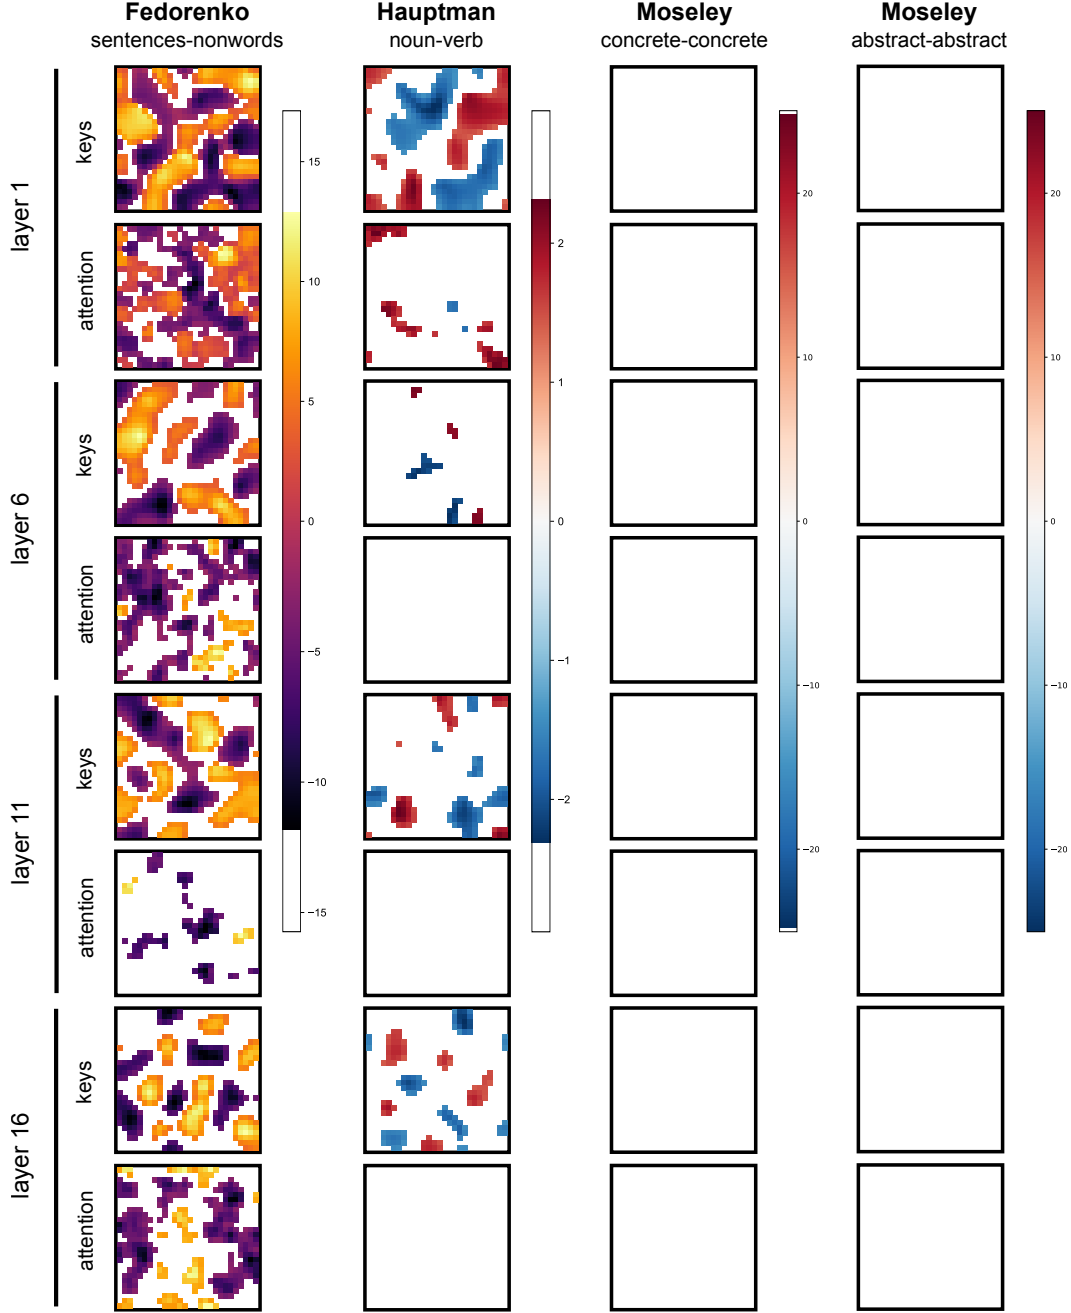 Fedorenko
sentences-nonwords
Hauptman
noun-verb
Moseley
concrete-concrete
Moseley
abstract-abstract
layer 1
keys
attention
layer 6
keys
attention
layer 11
keys
attention
layer 16
keys
attention
15
10
5
0
−5
−10
−15
2
1
0
−1
−2
20
10
0
−10
−20
20
10
0
−10
−20